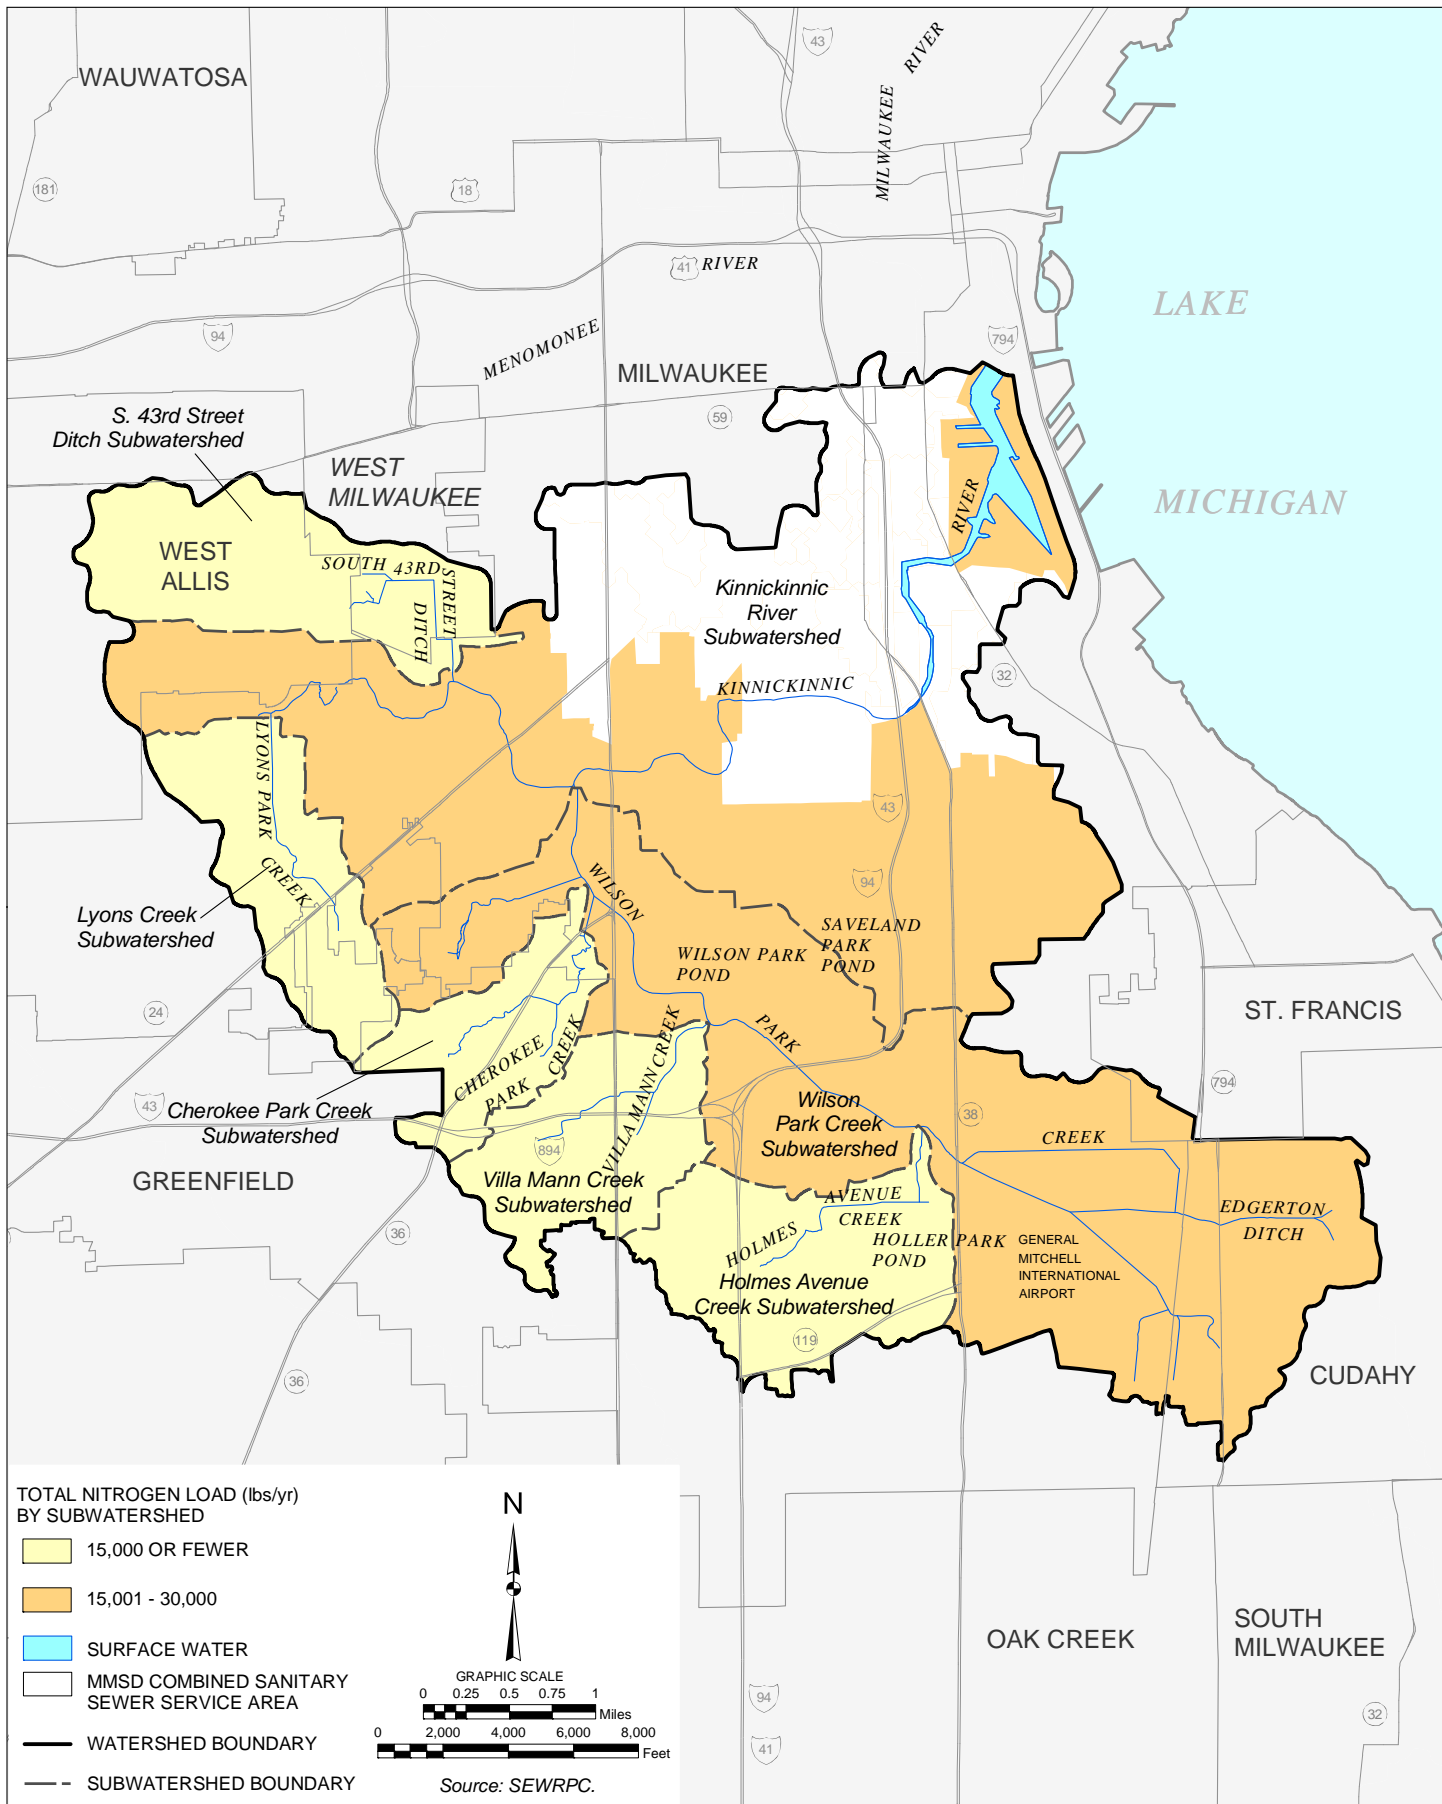 WAUWATOSA
43
RIVER
MILWAUKEE
181
18
41
RIVER
94
MENOMONEE
794
LAKE
MILWAUKEE
59
S. 43rd Street
Ditch Subwatershed
WEST
MILWAUKEE
MICHIGAN
RIVER
WEST
ALLIS
SOUTH 43RD
STREET
DITCH
Kinnickinnic
River
Subwatershed
32
KINNICKINNIC
LYONS PARK
CREEK
43
94
WILSON
Lyons Creek
Subwatershed
SAVELAND
PARK
POND
WILSON PARK
POND
24
ST. FRANCIS
PARK
CHEROKEE
PARK
CREEK
VILLA MANN CREEK
794
43
Cherokee Park Creek
Subwatershed
Wilson
Park Creek
Subwatershed
38
CREEK
894
GREENFIELD
Villa Mann Creek
Subwatershed
AVENUE
CREEK
HOLMES
EDGERTON
DITCH
36
HOLLER PARK
POND
GENERAL
MITCHELL
INTERNATIONAL
AIRPORT
Holmes Avenue
Creek Subwatershed
119
36
CUDAHY
TOTAL NITROGEN LOAD (lbs/yr)
BY SUBWATERSHED
15,000 OR FEWER
15,001 - 30,000
SURFACE WATER
MMSD COMBINED SANITARY
SEWER SERVICE AREA
WATERSHED BOUNDARY
SUBWATERSHED BOUNDARY
N
GRAPHIC SCALE
0 0.25 0.5 0.75 1
Miles
0 2,000 4,000 6,000 8,000
Feet
Source: SEWRPC.
OAK CREEK
SOUTH
MILWAUKEE
94
32
41